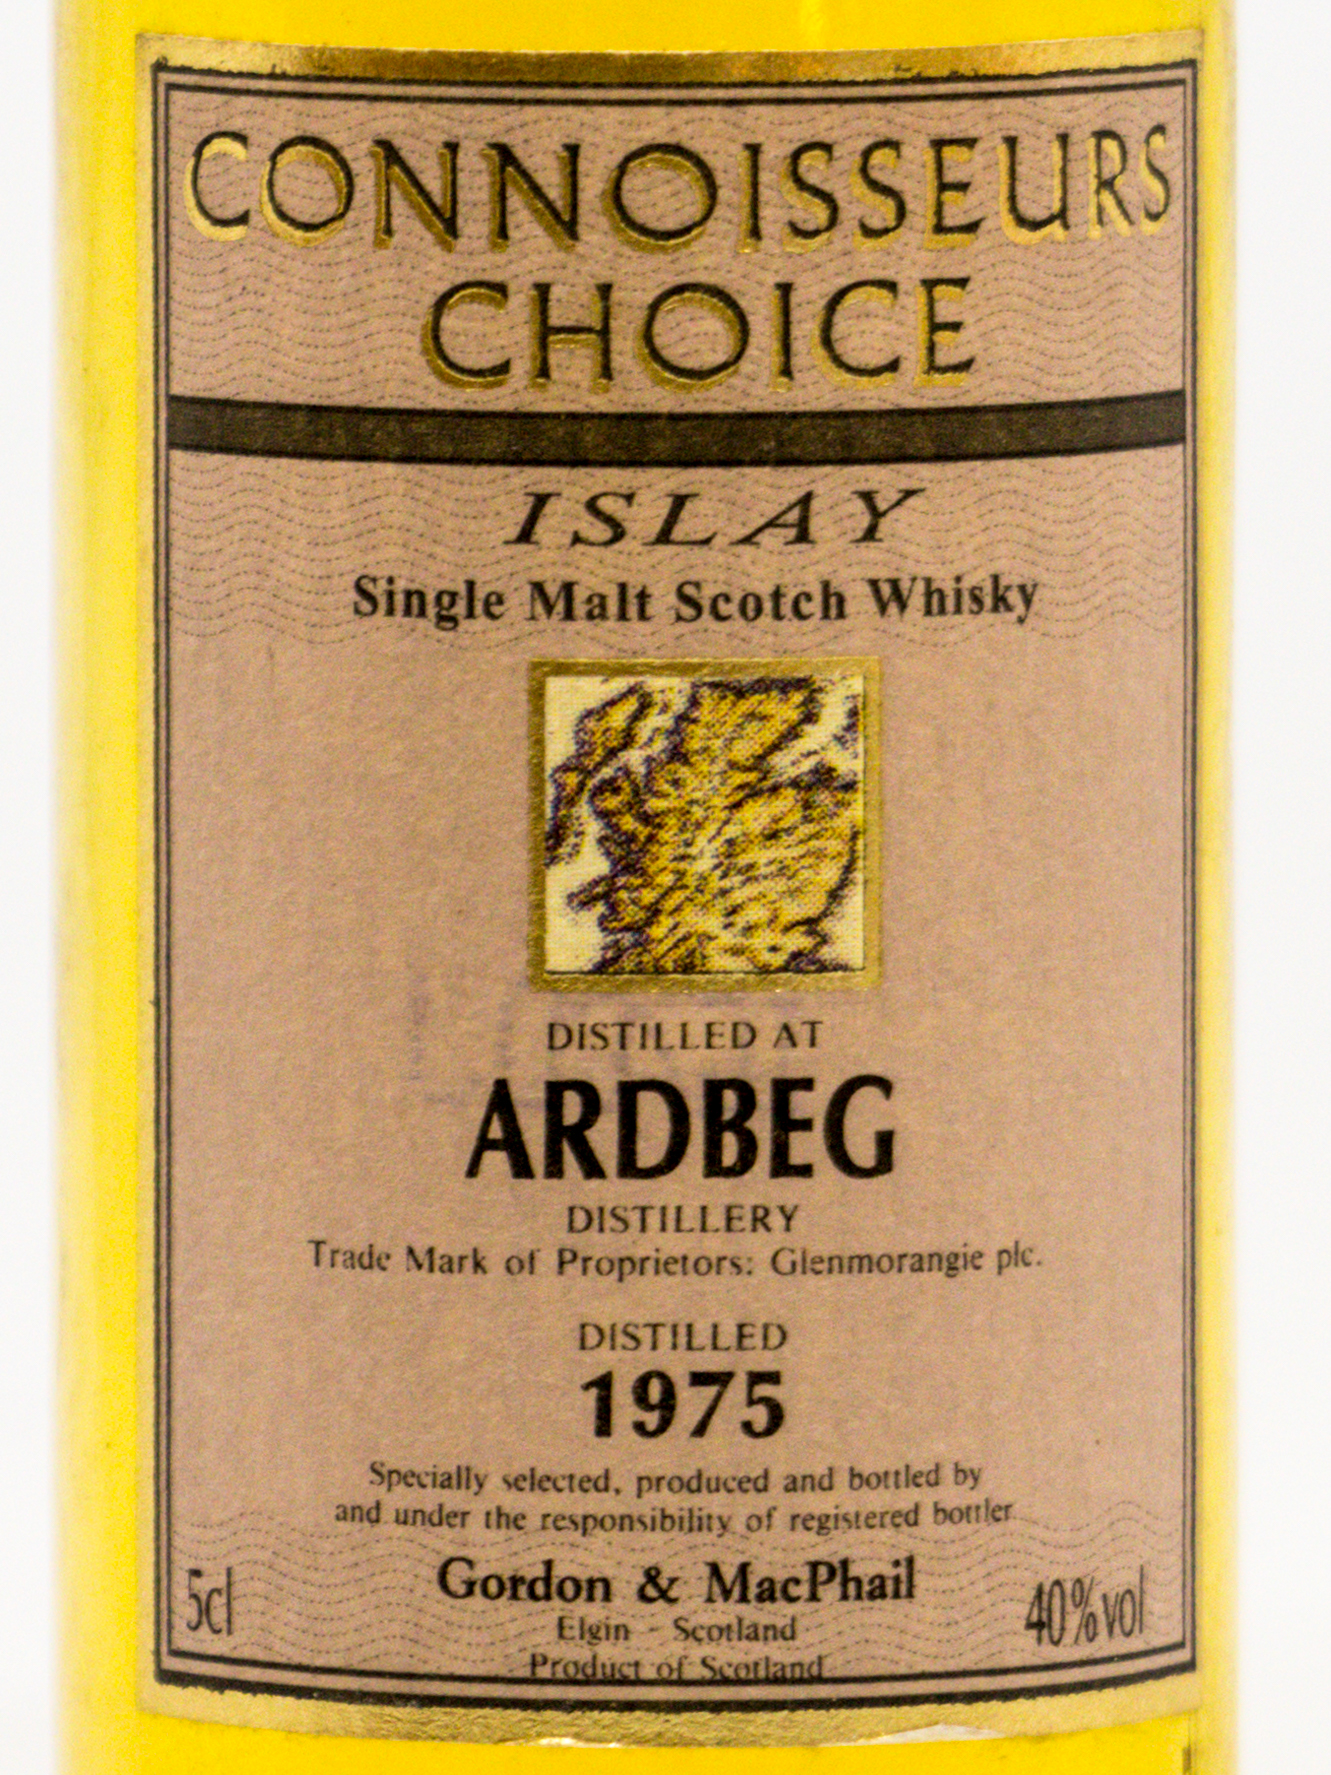 CONNOISSEURS
CHOICE
ISLAY
Single Malt Scotch Whisky
DISTILLED AT
ARDBEG
DISTILLERY
Trade Mark of Proprietors: Glenmorangie plc.
DISTILLED
1975
Specially selected, produced and bottled by
and under the responsibility of registered bottler
Gordon & MacPhail
5cl
40%vol
Elgin - Scotland
Product of Scotland